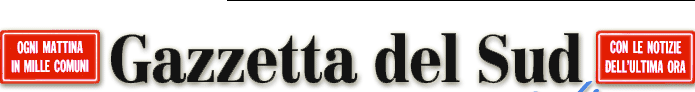 OGNI MATTINA
IN MILLE COMUNI
Gazzetta del Sud
CON LE NOTIZIE
DELL'ULTIMA ORA